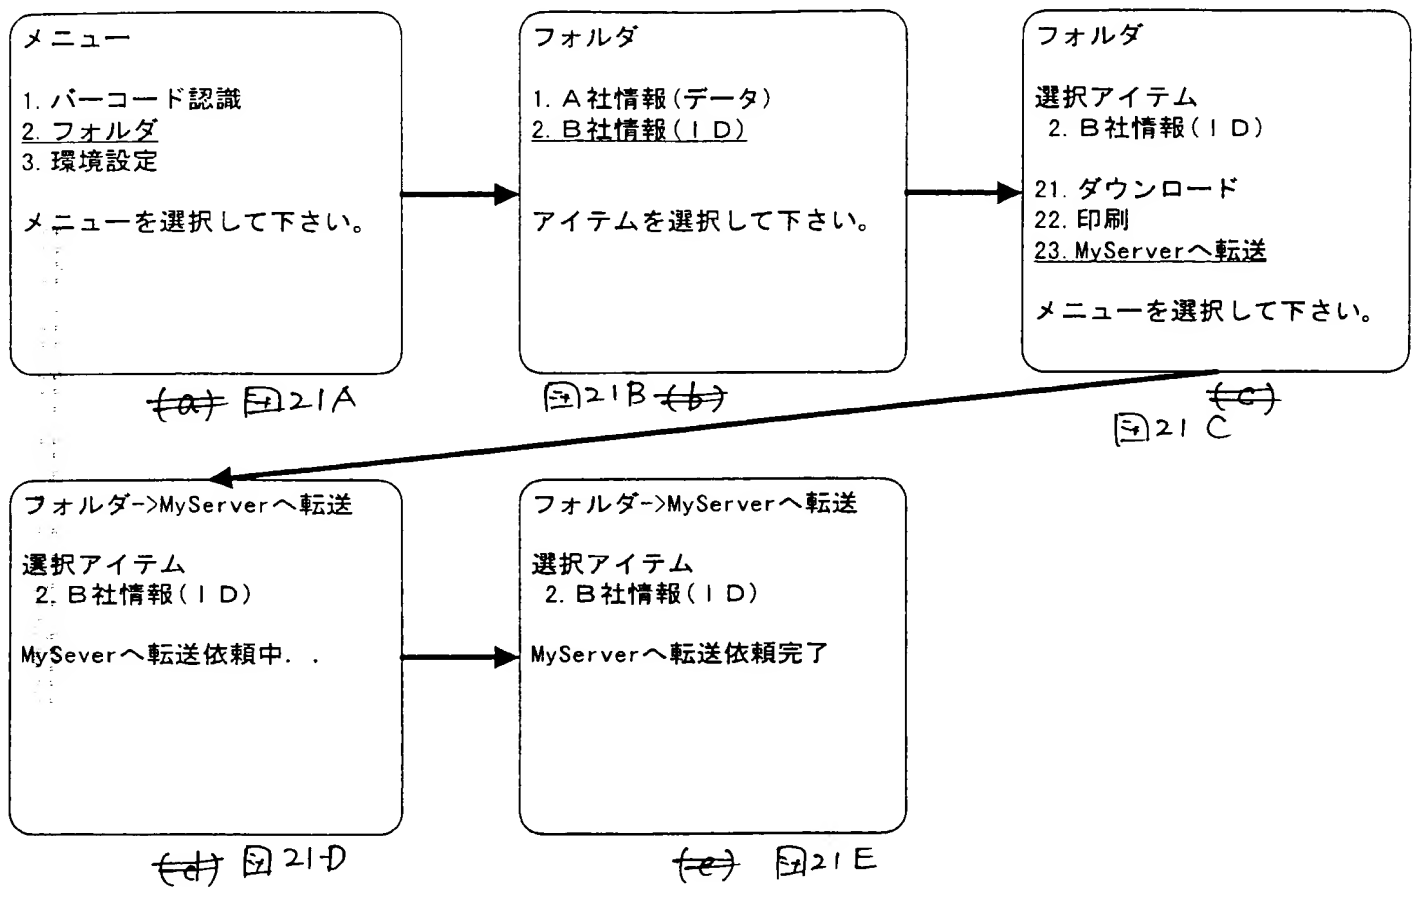 メニュー
1. バーコード認識
2. フォルダ
3. 環境設定
メニューを選択して下さい。
(a) 図21A
フォルダ
1. A社情報(データ)
2. B社情報(ID)
アイテムを選択して下さい。
図21B (b)
フォルダ
選択アイテム
2. B社情報(ID)
21. ダウンロード
22. 印刷
23. MyServerへ転送
メニューを選択して下さい。
(c)
図21C
フォルダ->MyServerへ転送
選択アイテム
2. B社情報(ID)
MySeverへ転送依頼中. .
(d) 図21D
フォルダ->MyServerへ転送
選択アイテム
2. B社情報(ID)
MyServerへ転送依頼完了
(e) 図21E